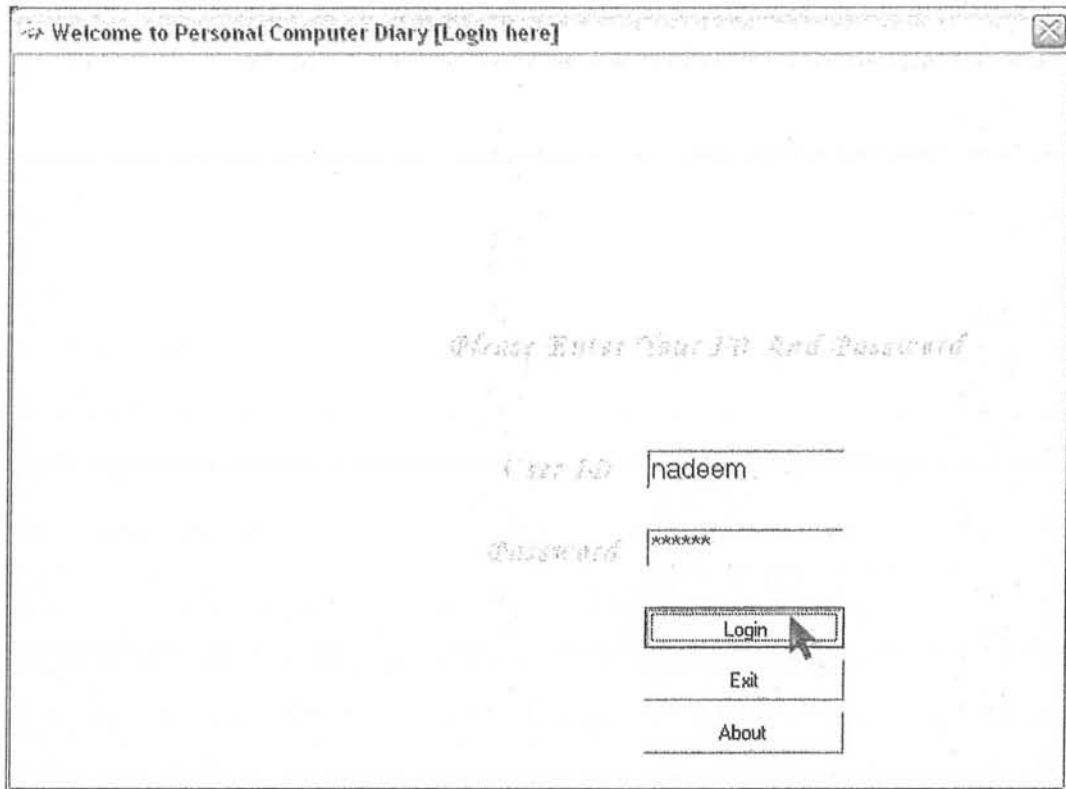 Welcome to Personal Computer Diary [Login here]
Please Enter Your ID And Password
User ID nadeem
Password ******
Login
Exit
About